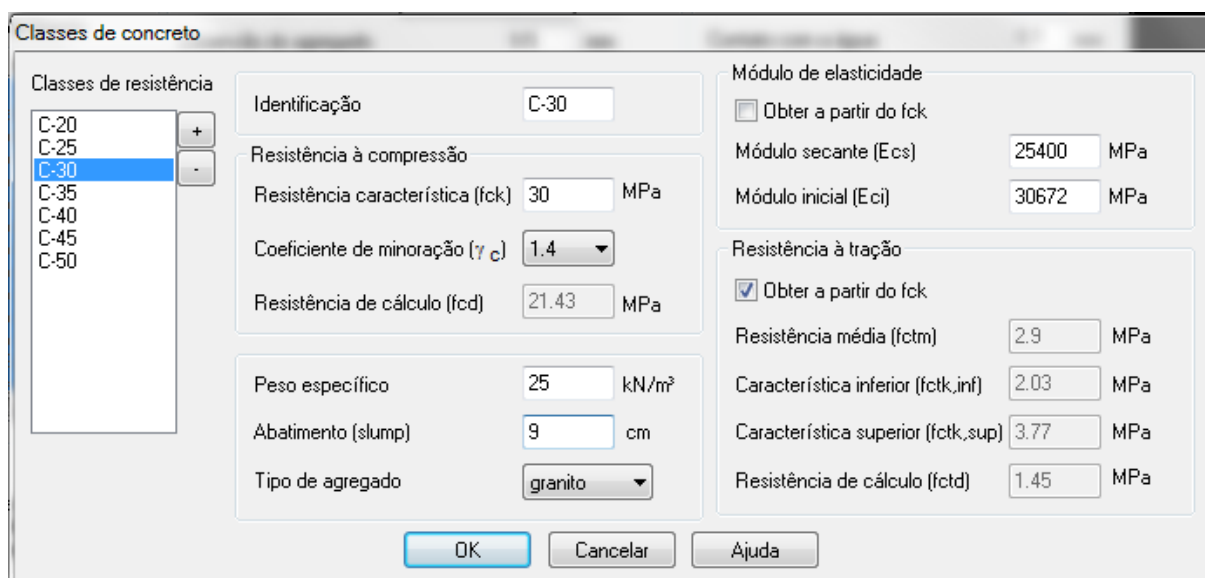 Classes de concreto
Classes de resistência
C-20
C-25
C-30
C-35
C-40
C-45
C-50
+
-
Identificação C-30
Resistência à compressão
Resistência característica (fck) 30 MPa
Coeficiente de minoração (γ c) 1.4
Resistência de cálculo (fcd) 21.43 MPa
Peso específico 25 kN/m³
Abatimento (slump) 9 cm
Tipo de agregado granito
Módulo de elasticidade
Obter a partir do fck
Módulo secante (Ecs) 25400 MPa
Módulo inicial (Eci) 30672 MPa
Resistência à tração
Obter a partir do fck
Resistência média (fctm) 2.9 MPa
Característica inferior (fctk,inf) 2.03 MPa
Característica superior (fctk,sup) 3.77 MPa
Resistência de cálculo (fctd) 1.45 MPa
OK Cancelar Ajuda